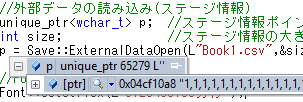 //外部データの読み込み(ステージ情報)
unique_ptr<wchar_t> p; //ステージ情報ポイン
int size; //ステージ情報の大き
p = Save::ExternalDataOpen(L"Book1.csv",&siz
p unique_ptr 65279 L''
[ptr] 0x04cf10a8 "1,1,1,1,1,1,1,1,1,1,1,1,1,